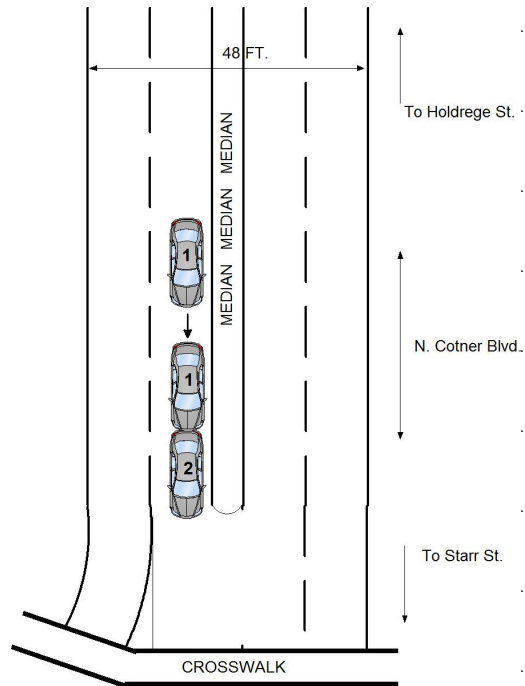 48 FT.
To Holdrege St.
MEDIAN MEDIAN MEDIAN
1
N. Cotner Blvd.
1
2
To Starr St.
CROSSWALK